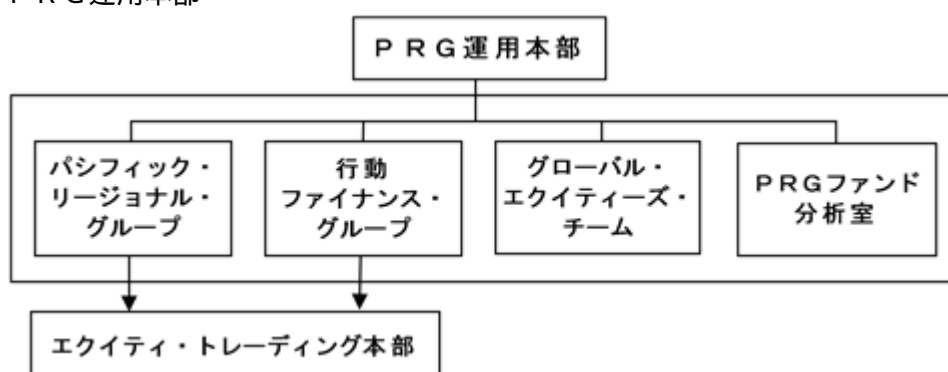 PRG運用本部
PRG運用本部
パシフィック・
リージョナル・
グループ
行動
ファイナンス・
グループ
グローバル・
エクイティーズ・
チーム
PRGファンド
分析室
エクイティ・トレーディング本部